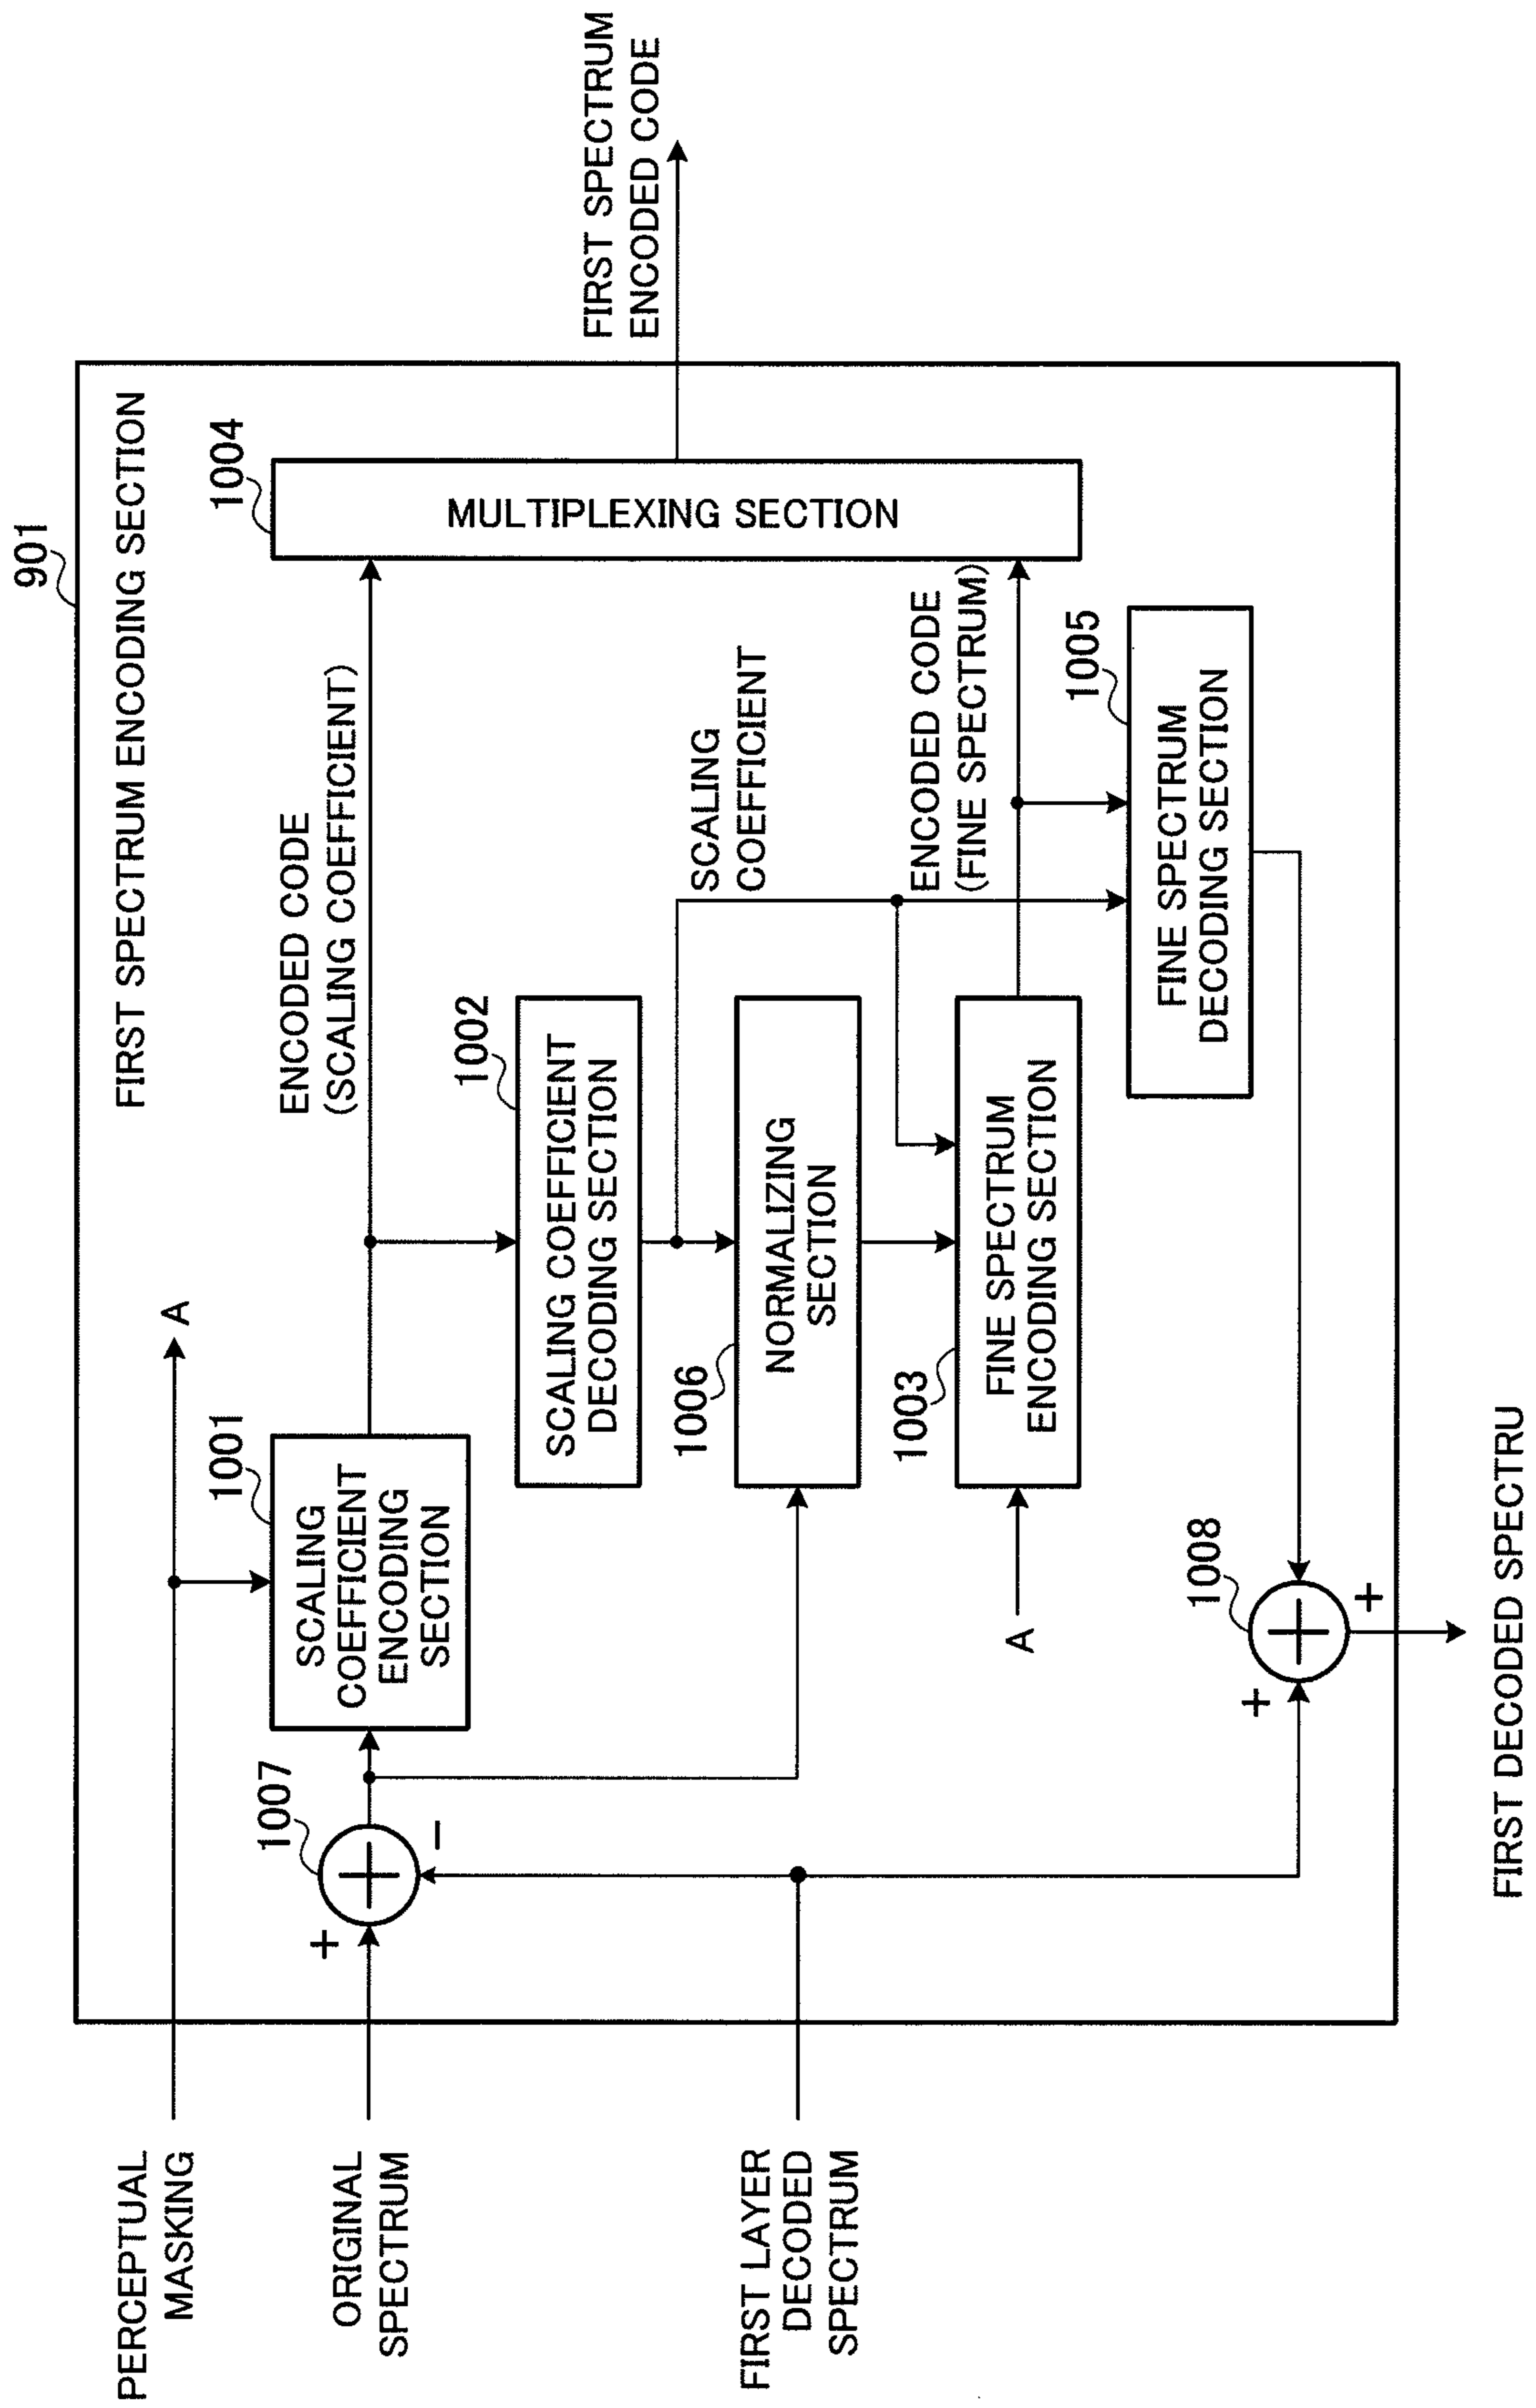 901
FIRST SPECTRUM ENCODING SECTION
PERCEPTUAL
MASKING
A
1001
SCALING
COEFFICIENT
ENCODING
SECTION
ENCODED CODE
(SCALING COEFFICIENT)
1004
MULTIPLEXING SECTION
FIRST SPECTRUM
ENCODED CODE
ORIGINAL
SPECTRUM
+
1007
−
1002
SCALING COEFFICIENT
DECODING SECTION
SCALING
COEFFICIENT
FIRST LAYER
DECODED
SPECTRUM
1006
NORMALIZING
SECTION
ENCODED CODE
(FINE SPECTRUM)
A
1003
FINE SPECTRUM
ENCODING SECTION
1005
FINE SPECTRUM
DECODING SECTION
1008
+
+
FIRST DECODED SPECTRU